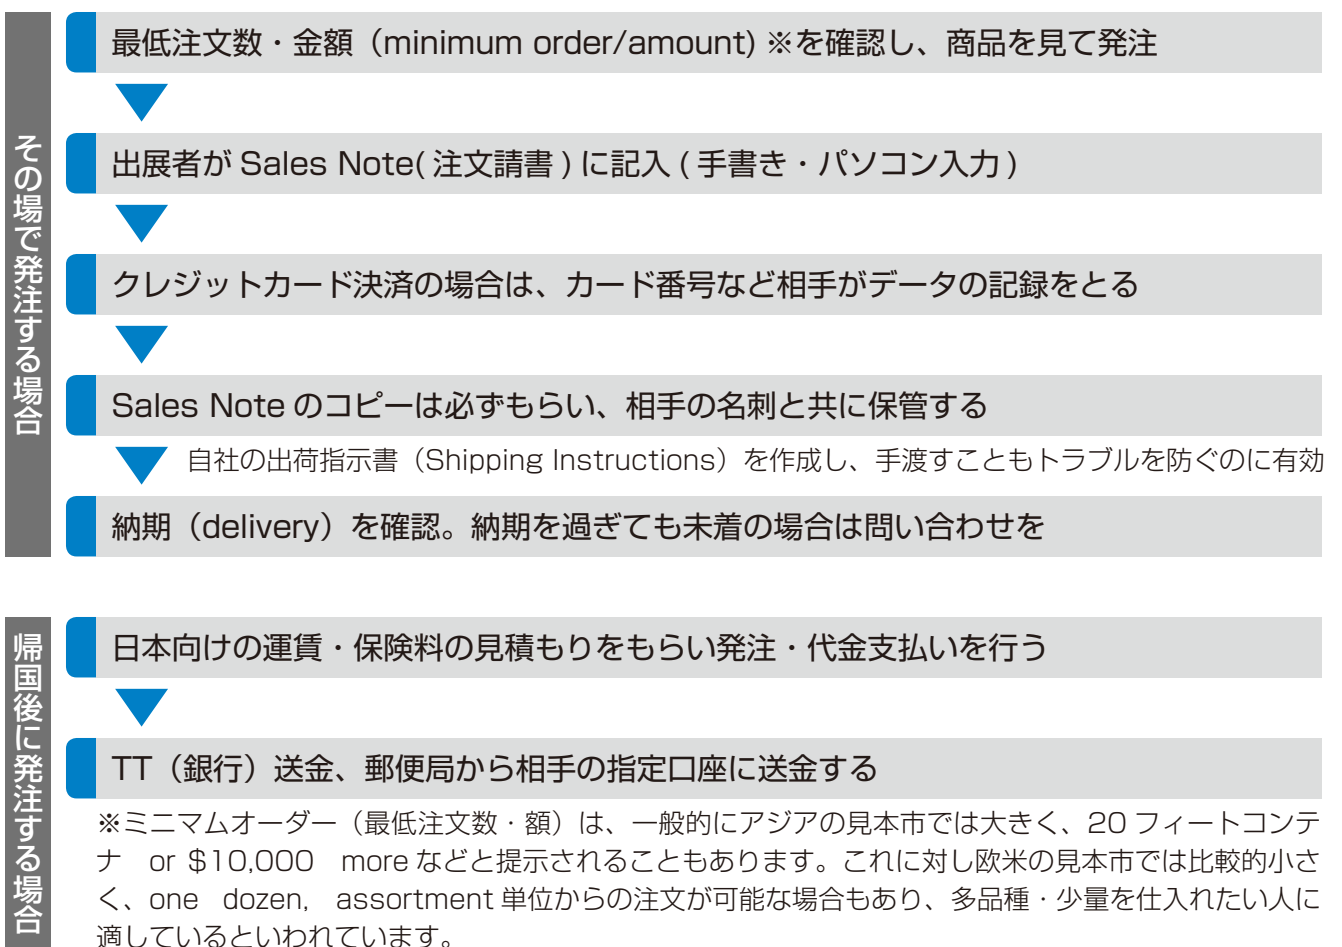 その場で発注する場合
最低注文数・金額（minimum order/amount) ※を確認し、商品を見て発注
出展者が Sales Note( 注文請書 ) に記入 ( 手書き・パソコン入力 )
クレジットカード決済の場合は、カード番号など相手がデータの記録をとる
Sales Note のコピーは必ずもらい、相手の名刺と共に保管する
自社の出荷指示書（Shipping Instructions）を作成し、手渡すこともトラブルを防ぐのに有効
納期（delivery）を確認。納期を過ぎても未着の場合は問い合わせを
帰国後に発注する場合
日本向けの運賃・保険料の見積もりをもらい発注・代金支払いを行う
TT（銀行）送金、郵便局から相手の指定口座に送金する
※ミニマムオーダー（最低注文数・額）は、一般的にアジアの見本市では大きく、20 フィートコンテ
ナ　or $10,000　more などと提示されることもあります。これに対し欧米の見本市では比較的小さ
く、one　dozen,　assortment 単位からの注文が可能な場合もあり、多品種・少量を仕入れたい人に
適しているといわれています。